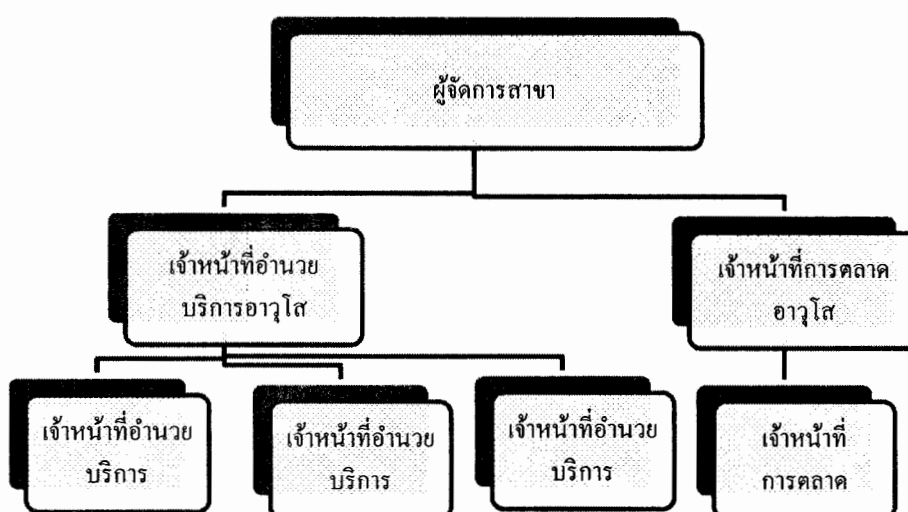 ผู้จัดการสาขา
เจ้าหน้าที่อำนวย
บริการอาวุโส
เจ้าหน้าที่การตลาด
อาวุโส
เจ้าหน้าที่อำนวย
บริการ
เจ้าหน้าที่อำนวย
บริการ
เจ้าหน้าที่อำนวย
บริการ
เจ้าหน้าที่
การตลาด